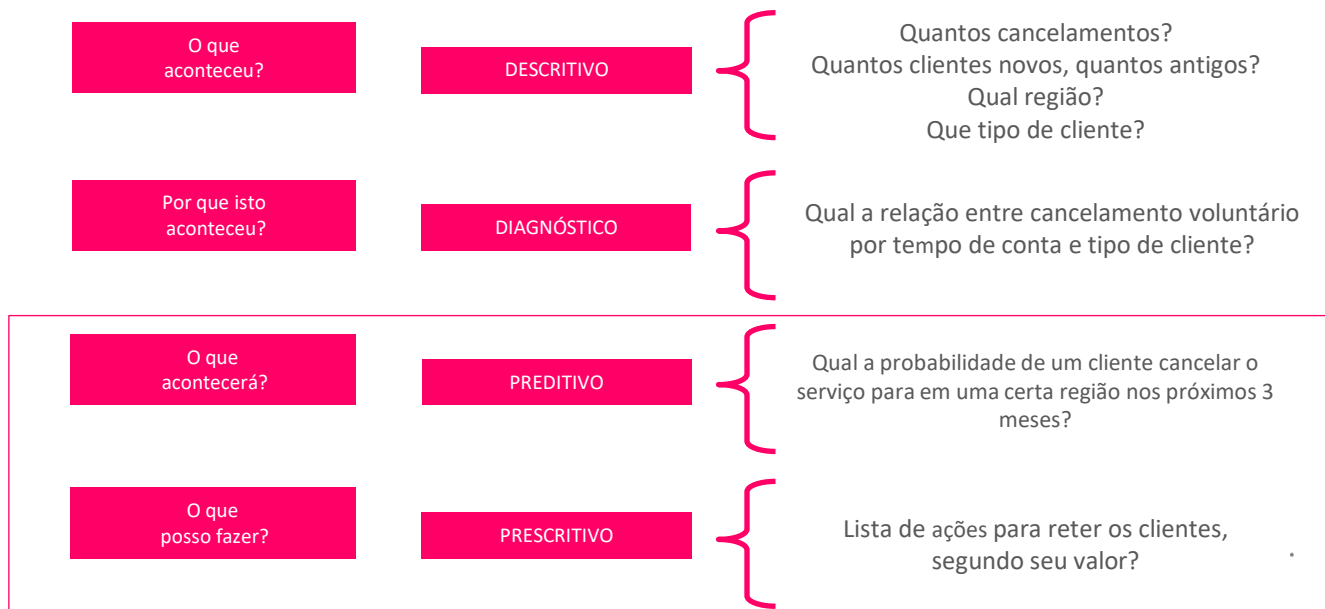 O que
aconteceu?
DESCRITIVO
Quantos cancelamentos?
Quantos clientes novos, quantos antigos?
Qual região?
Que tipo de cliente?
Por que isto
aconteceu?
DIAGNÓSTICO
Qual a relação entre cancelamento voluntário
por tempo de conta e tipo de cliente?
O que
acontecerá?
PREDITIVO
Qual a probabilidade de um cliente cancelar o
serviço para em uma certa região nos próximos 3
meses?
O que
posso fazer?
PRESCRITIVO
Lista de ações para reter os clientes,
segundo seu valor?